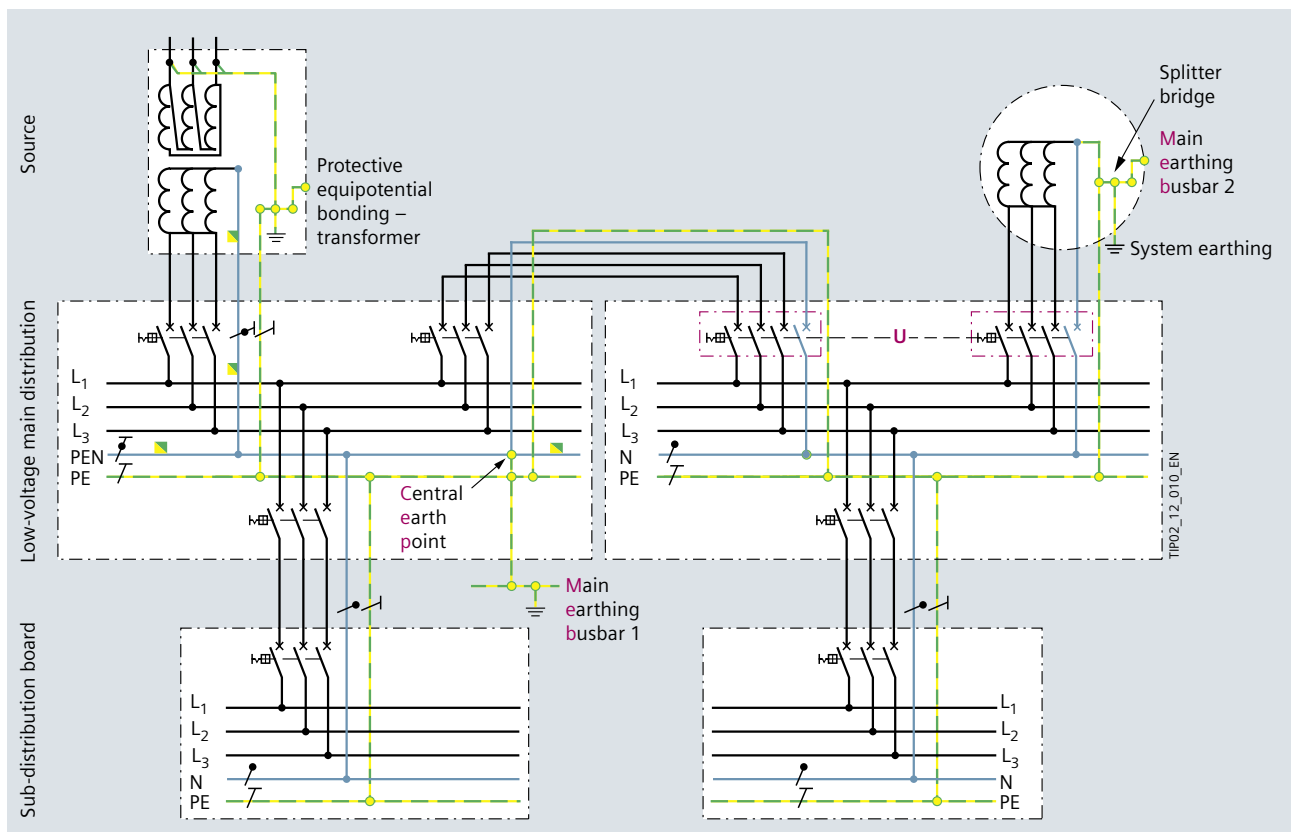 Source
Protective
equipotential
bonding –
transformer
Splitter
bridge
Main
earthing
busbar 2
System earthing
Low-voltage main distribution
L1
L2
L3
PEN
PE
Central
earth
point
U
L1
L2
L3
N
PE
TIP02_12_010_EN
Main
earthing
busbar 1
Sub-distribution board
L1
L2
L3
N
PE
L1
L2
L3
N
PE